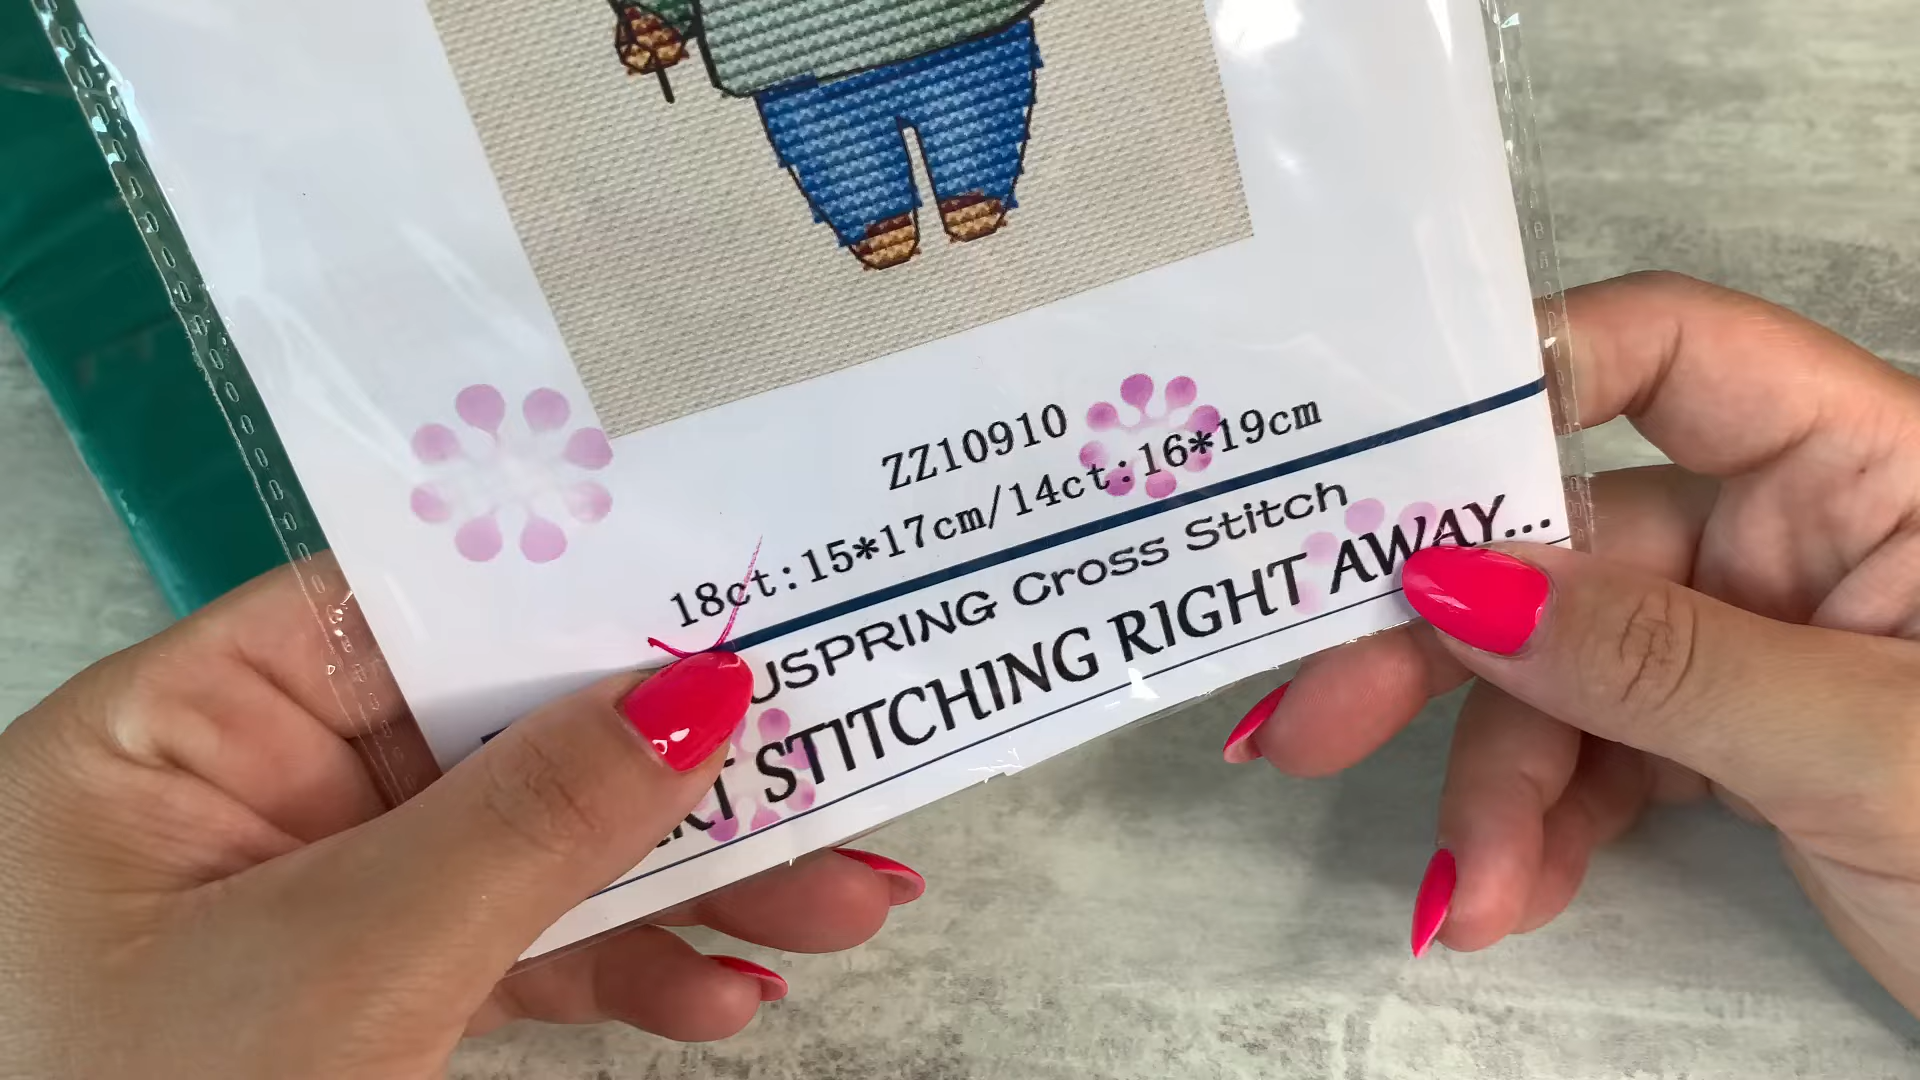 ZZ10910
18ct:15*17cm/14ct:16*19cm
USPRING Cross Stitch
STITCHING RIGHT AWAY...